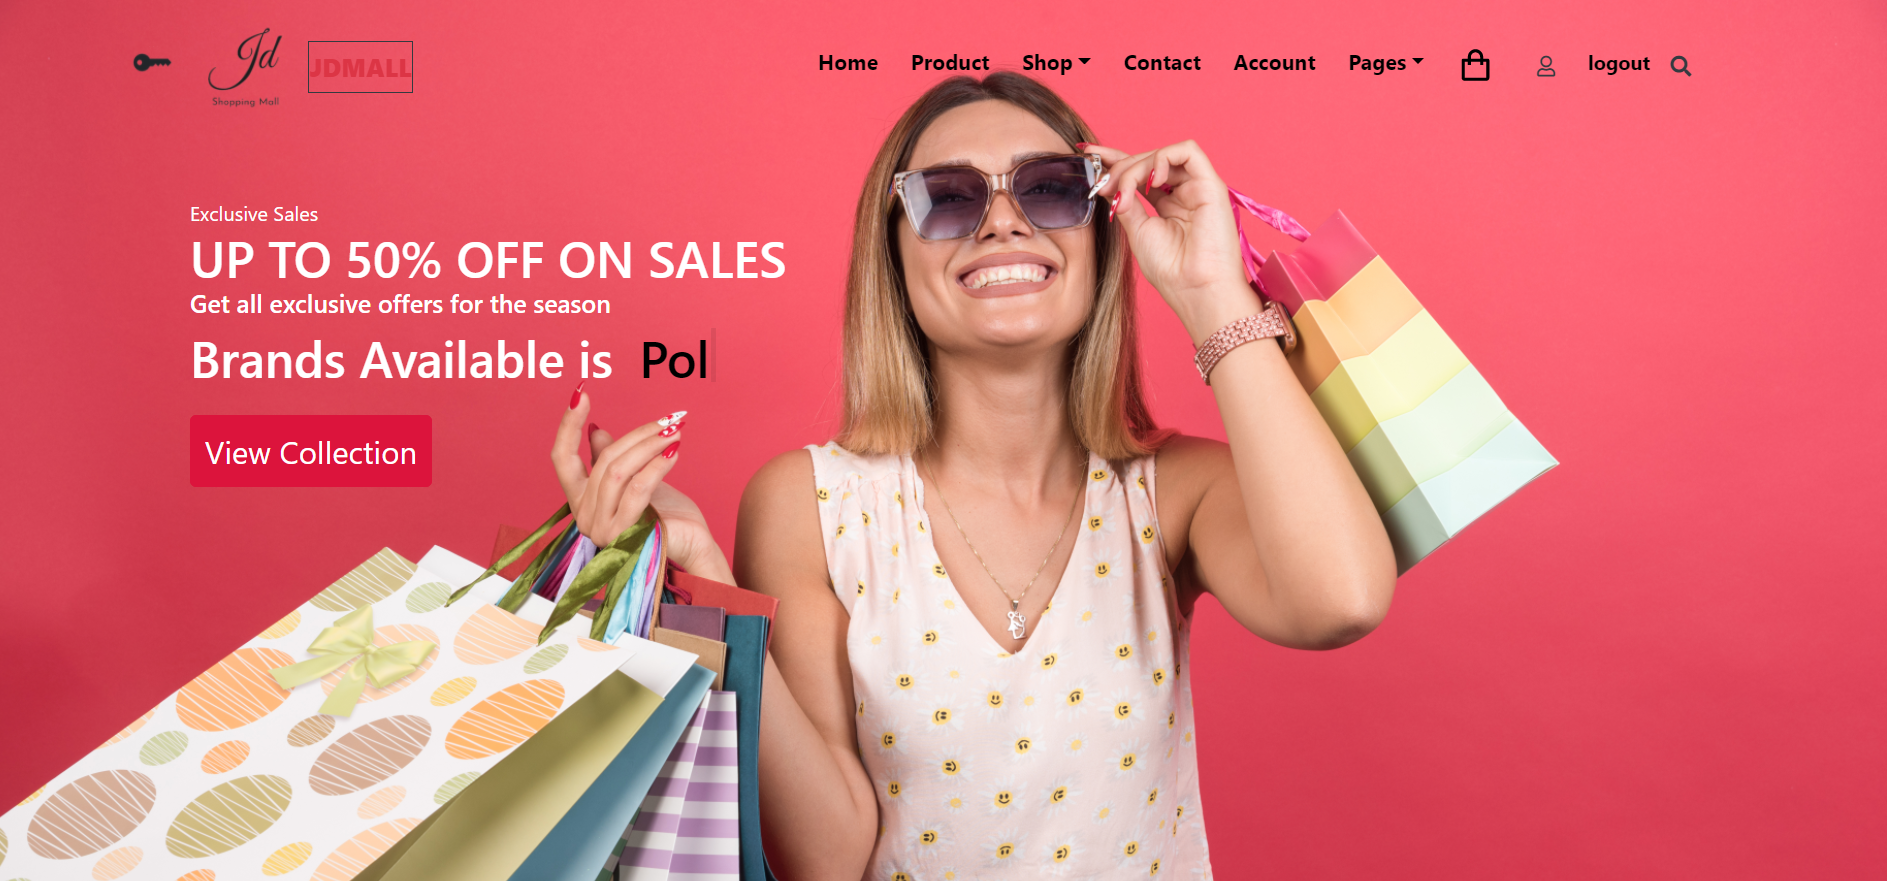 Jd
Shopping Mall
JDMALL
Home Product Shop Contact Account Pages logout
Exclusive Sales
UP TO 50% OFF ON SALES
Get all exclusive offers for the season
Brands Available is Pol
View Collection